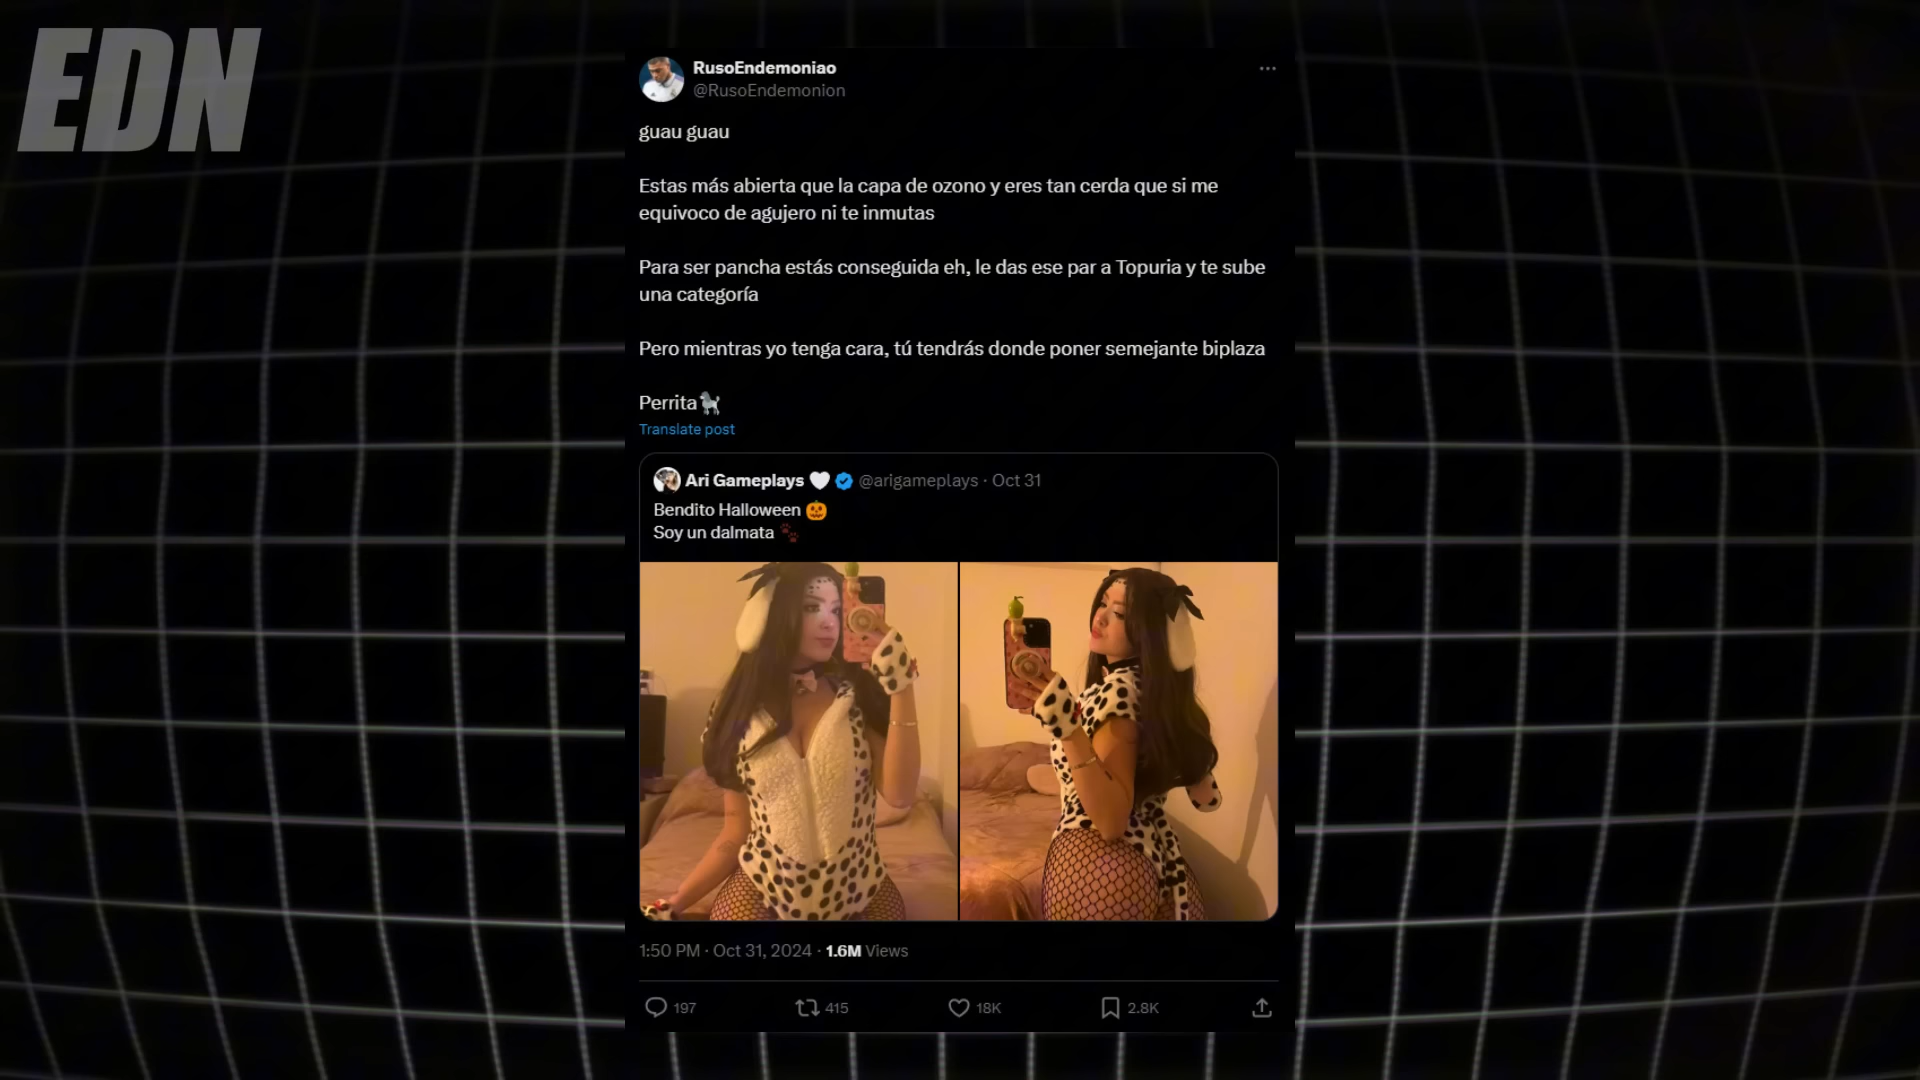 EDN
RusoEndemoniao
@RusoEndemonion
guau guau
Estas más abierta que la capa de ozono y eres tan cerda que si me
equivoco de agujero ni te inmutas
Para ser pancha estás conseguida eh, le das ese par a Topuria y te sube
una categoría
Pero mientras yo tenga cara, tú tendrás donde poner semejante biplaza
Perrita🐩
Translate post
Ari Gameplays 🤍 @arigameplays · Oct 31
Bendito Halloween 🎃
Soy un dalmata 🐾
1:50 PM · Oct 31, 2024 · 1.6M Views
197 415 18K 2.8K